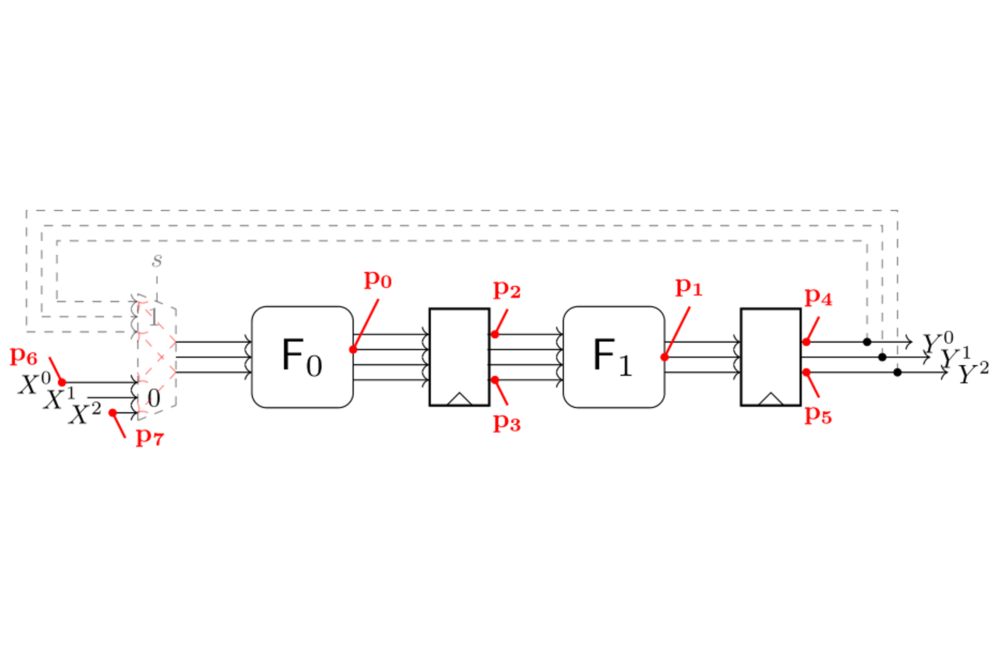 s
p₀
p₂
p₁
p₄
1
p₆
F₀
F₁
Y⁰
Y¹
Y²
X⁰
X¹
X²
0
p₃
p₅
p₇